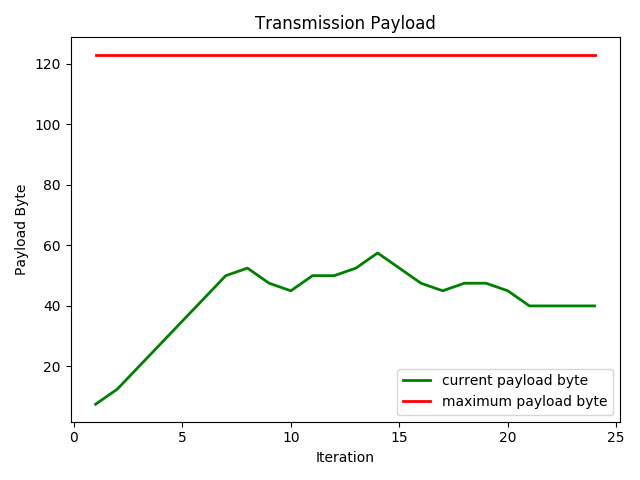 Transmission Payload
120
100
80
60
40
20
Payload Byte
0
5
10
15
20
25
Iteration
current payload byte
maximum payload byte